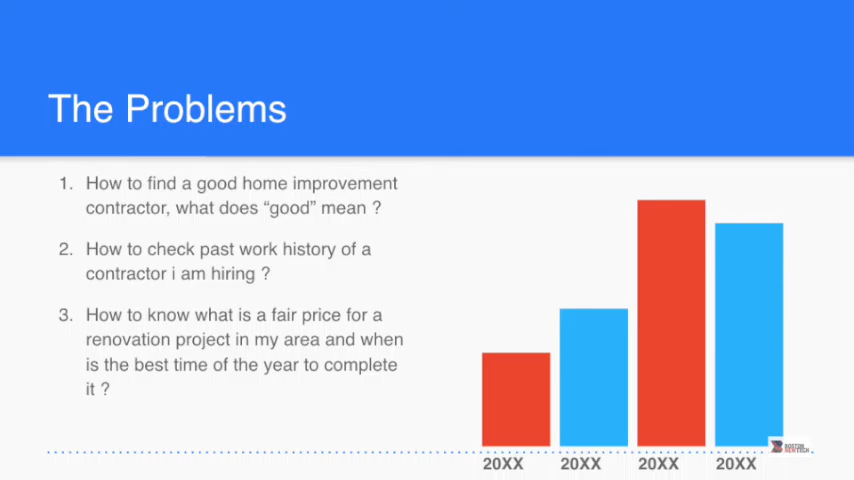 The Problems
1. How to find a good home improvement
contractor, what does “good” mean ?
2. How to check past work history of a
contractor i am hiring ?
3. How to know what is a fair price for a
renovation project in my area and when
is the best time of the year to complete
it ?
20XX 20XX 20XX 20XX
BOSTON
NEWTECH